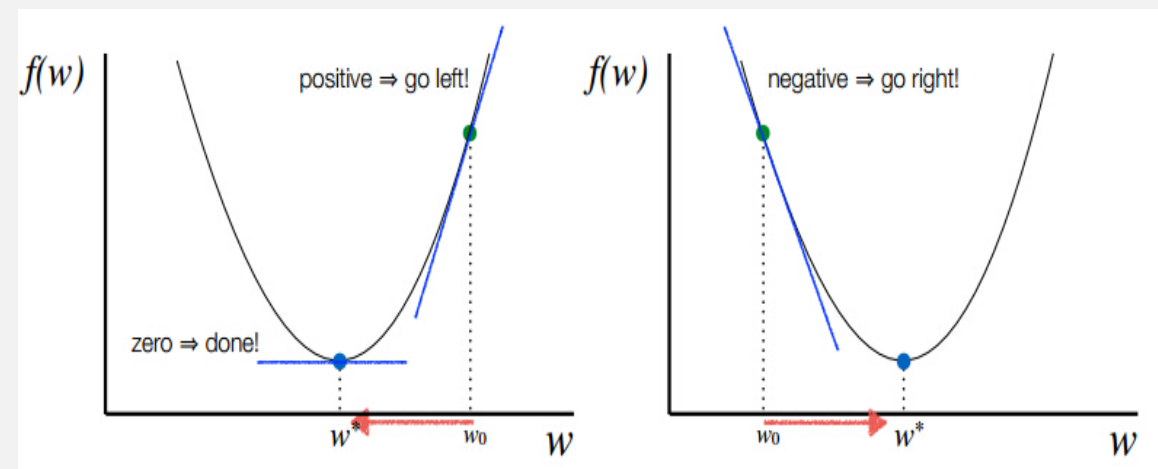 f(w)
positive ⇒ go left!
zero ⇒ done!
w*
w₀
w
f(w)
negative ⇒ go right!
w₀
w*
w